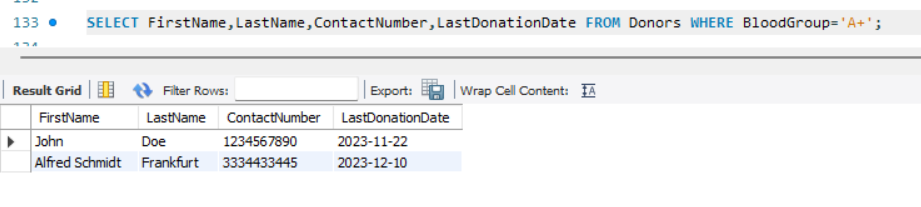 133 SELECT FirstName,LastName,ContactNumber,LastDonationDate FROM Donors WHERE BloodGroup='A+';
Result Grid Filter Rows: Export: Wrap Cell Content:
FirstName LastName ContactNumber LastDonationDate
John Doe 1234567890 2023-11-22
Alfred Schmidt Frankfurt 3334433445 2023-12-10